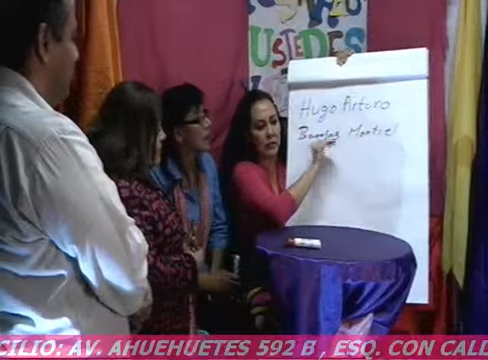 USTEDES
Hugo Arturo
Montiel
CILIO: AV. AHUEHUETES 592 B , ESQ. CON CALD